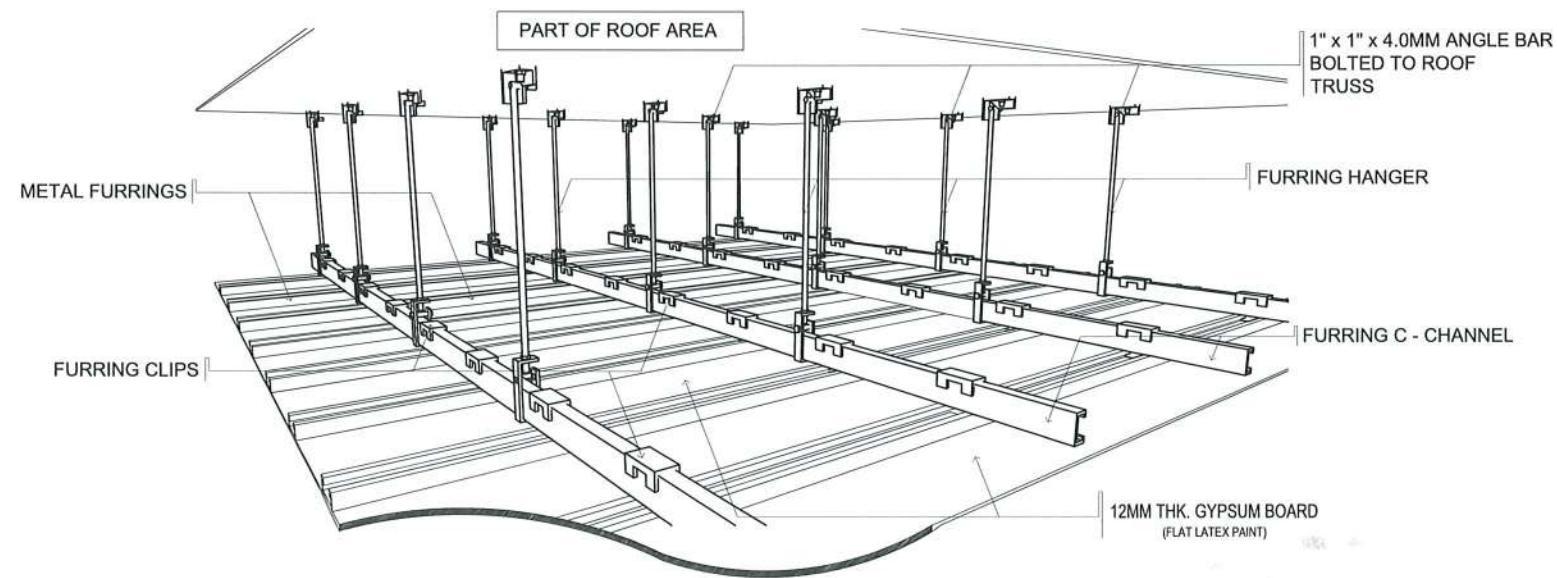 PART OF ROOF AREA
1" x 1" x 4.0MM ANGLE BAR
BOLTED TO ROOF
TRUSS
METAL FURRINGS
FURRING HANGER
FURRING C - CHANNEL
FURRING CLIPS
12MM THK. GYPSUM BOARD
(FLAT LATEX PAINT)